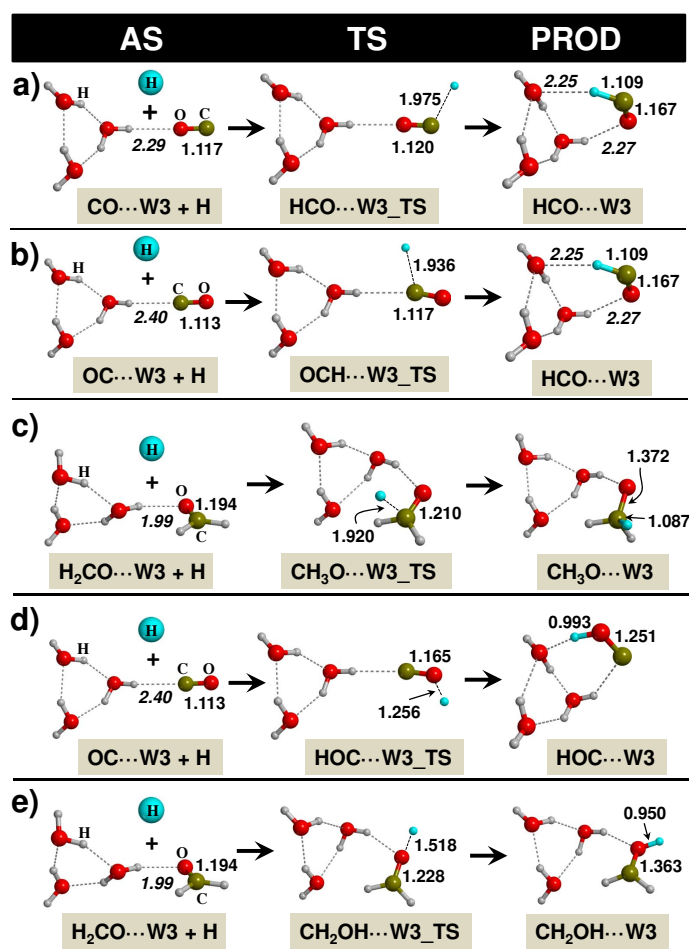 AS TS PROD
a) H H + O C 2.29 1.117 1.975 1.120 2.25 1.109 1.167 2.27
CO···W3 + H HCO···W3_TS HCO···W3
b) H H + C O 2.40 1.113 1.936 1.117 2.25 1.109 1.167 2.27
OC···W3 + H OCH···W3_TS HCO···W3
c) H H + O 1.194 C 1.99 1.920 1.210 1.372 1.087
H₂CO···W3 + H CH₃O···W3_TS CH₃O···W3
d) H H + C O 2.40 1.113 1.165 1.256 0.993 1.251
OC···W3 + H HOC···W3_TS HOC···W3
e) H H + O 1.194 C 1.99 1.518 1.228 0.950 1.363
H₂CO···W3 + H CH₂OH···W3_TS CH₂OH···W3